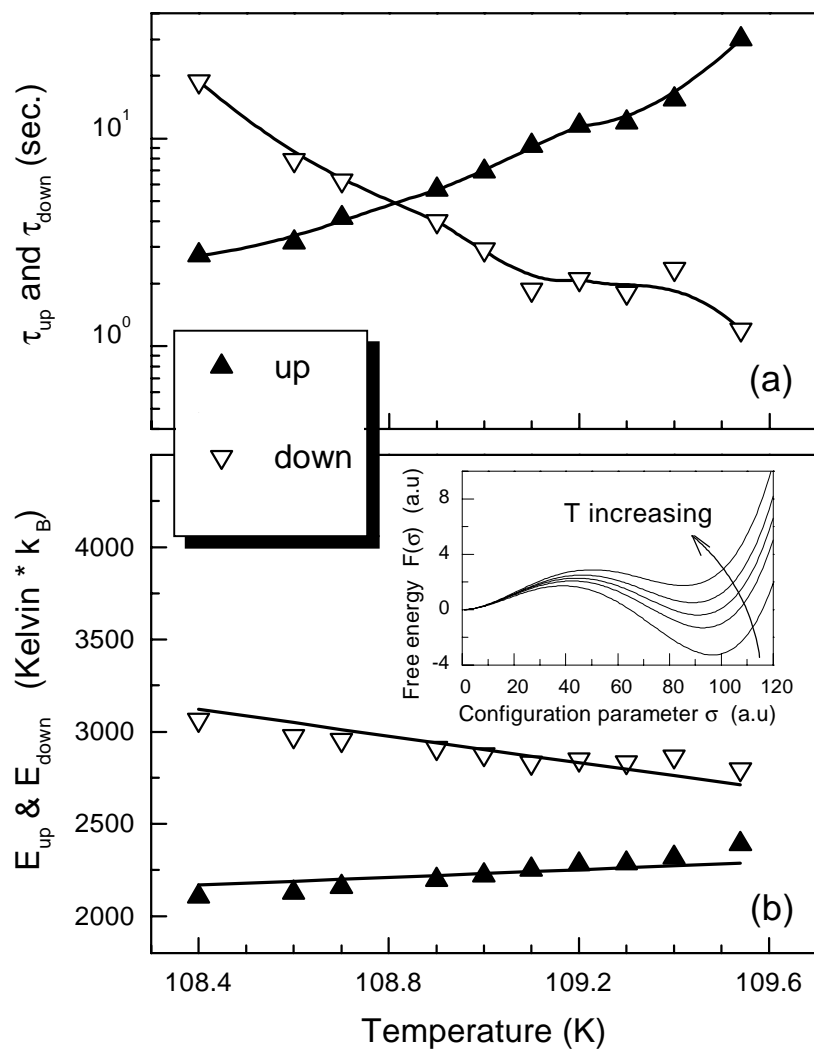 τup and τdown (sec.)
10¹
10⁰
up
down
(a)
Eup & Edown (Kelvin * kB)
4000
3750
3500
3250
3000
2500
2000
Free energy F(σ) (a.u)
8
4
0
-4
T increasing
0 20 40 60 80 100 120
Configuration parameter σ (a.u)
(b)
108.4 108.8 109.2 109.6
Temperature (K)